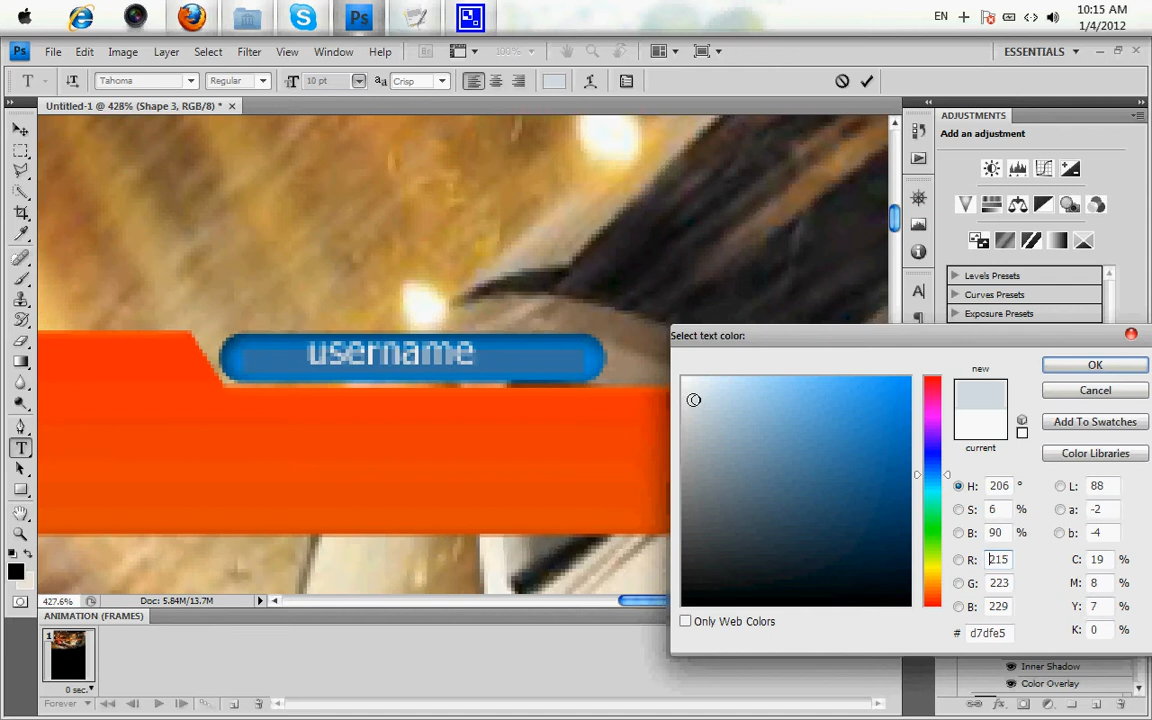 EN
10:15 AM
1/4/2012
Ps
Ps File Edit Image Layer Select Filter View Window Help 100% ESSENTIALS
T Tahoma Regular T 10 pt aa Crisp
Untitled-1 @ 428% (Shape 3, RGB/8) * ×
ADJUSTMENTS
Add an adjustment
Levels Presets
Curves Presets
Exposure Presets
username
Select text color:
new
current
OK
Cancel
Add To Swatches
Color Libraries
H: 206 ° L: 88
S: 6 % a: -2
B: 90 % b: -4
R: 215 C: 19 %
G: 223 M: 8 %
B: 229 Y: 7 %
# d7dfe5 K: 0 %
Only Web Colors
427.6% Doc: 5.84M/13.7M
ANIMATION (FRAMES)
1
0 sec.
Forever
Inner Shadow
Color Overlay